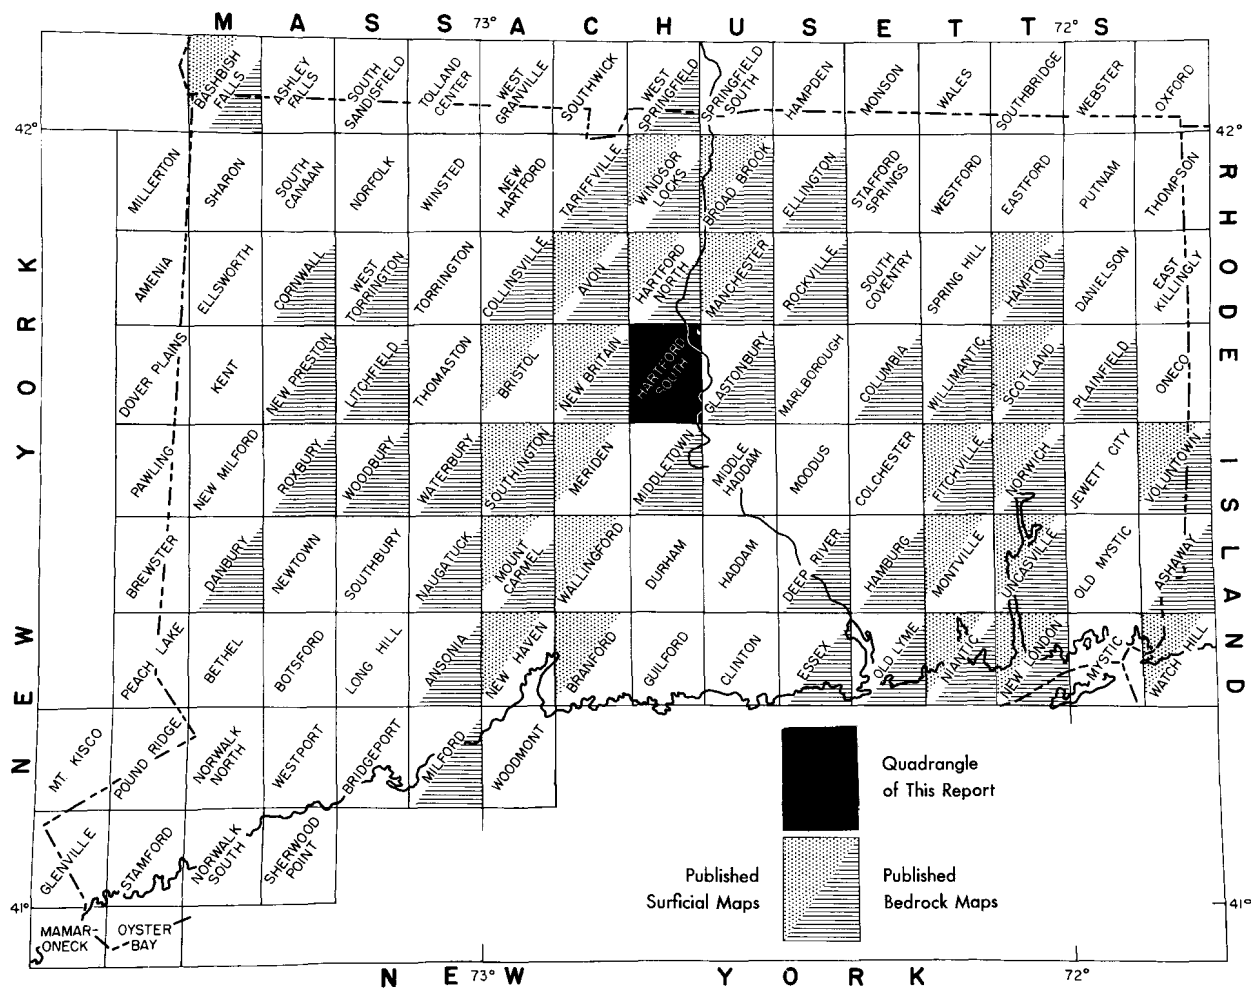 M A S S A C H U S E T T S
73° 72°
BASHBISH FALLS
ASHLEY FALLS
SOUTH SANDISFIELD
TOLLAND CENTER
WEST GRANVILLE
SOUTHWICK
WEST SPRINGFIELD
SPRINGFIELD SOUTH
HAMPDEN
MONSON
WALES
SOUTHBRIDGE
WEBSTER
OXFORD
42° 42°
MILLERTON
SHARON
SOUTH CANAAN
NORFOLK
WINSTED
NEW HARTFORD
TARIFFVILLE
WINDSOR LOCKS
BROAD BROOK
ELLINGTON
STAFFORD SPRINGS
WESTFORD
EASTFORD
PUTNAM
THOMPSON
AMENIA
ELLSWORTH
CORNWALL
WEST TORRINGTON
TORRINGTON
COLLINSVILLE
AVON
HARTFORD NORTH
MANCHESTER
ROCKVILLE
SOUTH COVENTRY
SPRING HILL
HAMPTON
DANIELSON
EAST KILLINGLY
DOVER PLAINS
KENT
NEW PRESTON
LITCHFIELD
THOMASTON
BRISTOL
NEW BRITAIN
HARTFORD SOUTH
GLASTONBURY
MARLBOROUGH
COLUMBIA
WILLIMANTIC
SCOTLAND
PLAINFIELD
ONECO
PAWLING
NEW MILFORD
ROXBURY
WOODBURY
WATERBURY
SOUTHINGTON
MERIDEN
MIDDLETOWN
MIDDLE HADDAM
MOODUS
COLCHESTER
FITCHVILLE
NORWICH
JEWETT CITY
VOLUNTOWN
BREWSTER
DANBURY
NEWTOWN
SOUTHBURY
NAUGATUCK
MOUNT CARMEL
WALLINGFORD
DURHAM
HADDAM
DEEP RIVER
HAMBURG
MONTVILLE
UNCASVILLE
OLD MYSTIC
ASHAWAY
PEACH LAKE
BETHEL
BOTSFORD
LONG HILL
ANSONIA
NEW HAVEN
BRANFORD
GUILFORD
CLINTON
ESSEX
OLD LYME
NIANTIC
NEW LONDON
MYSTIC
WATCH HILL
MT. KISCO
POUND RIDGE
NORWALK NORTH
WESTPORT
BRIDGEPORT
MILFORD
WOODMONT
GLENVILLE
STAMFORD
NORWALK SOUTH
SHERWOOD POINT
41° 41°
MAMAR-
ONECK
OYSTER
BAY
NEW YORK
RHODE ISLAND
Quadrangle
of This Report
Published
Surficial Maps
Published
Bedrock Maps
73° 72°
N E W Y O R K